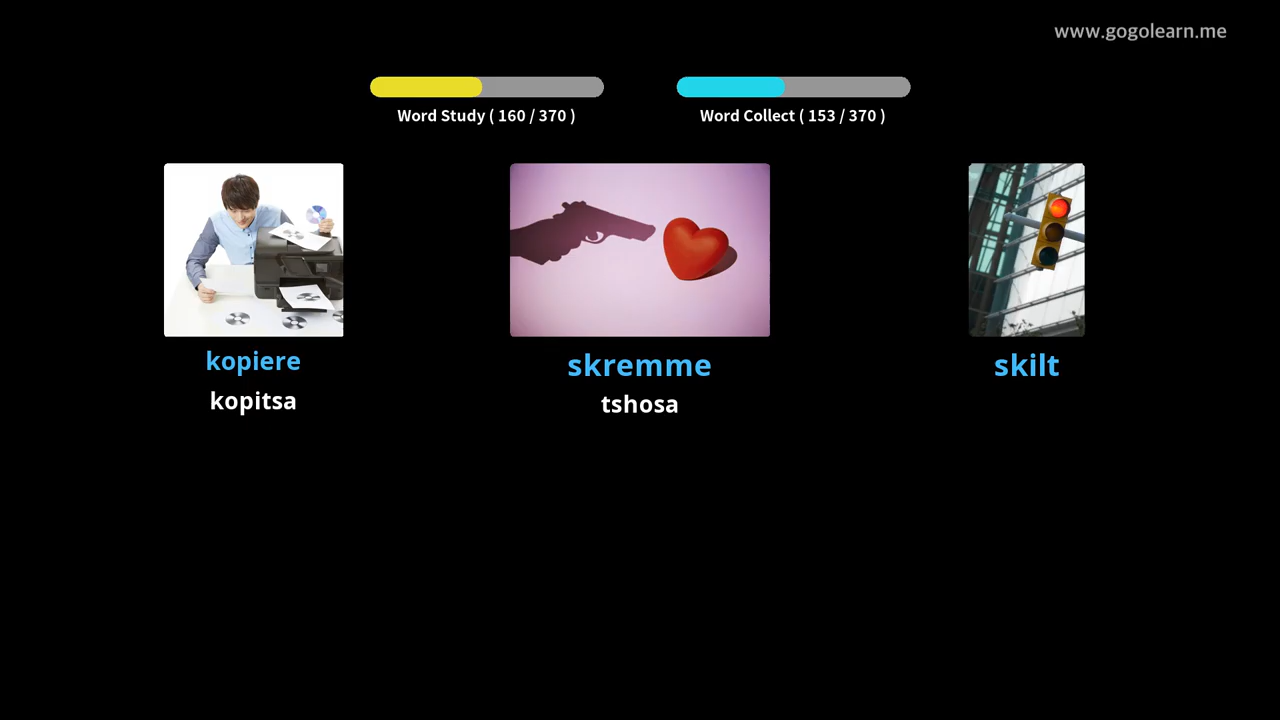 www.gogolearn.me
Word Study ( 160 / 370 )
Word Collect ( 153 / 370 )
kopiere
kopitsa
skremme
tshosa
skilt